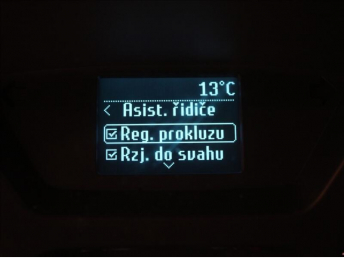 13°C
< Asist. řidiče
Reg. prokluzu
Rzj. do svahu